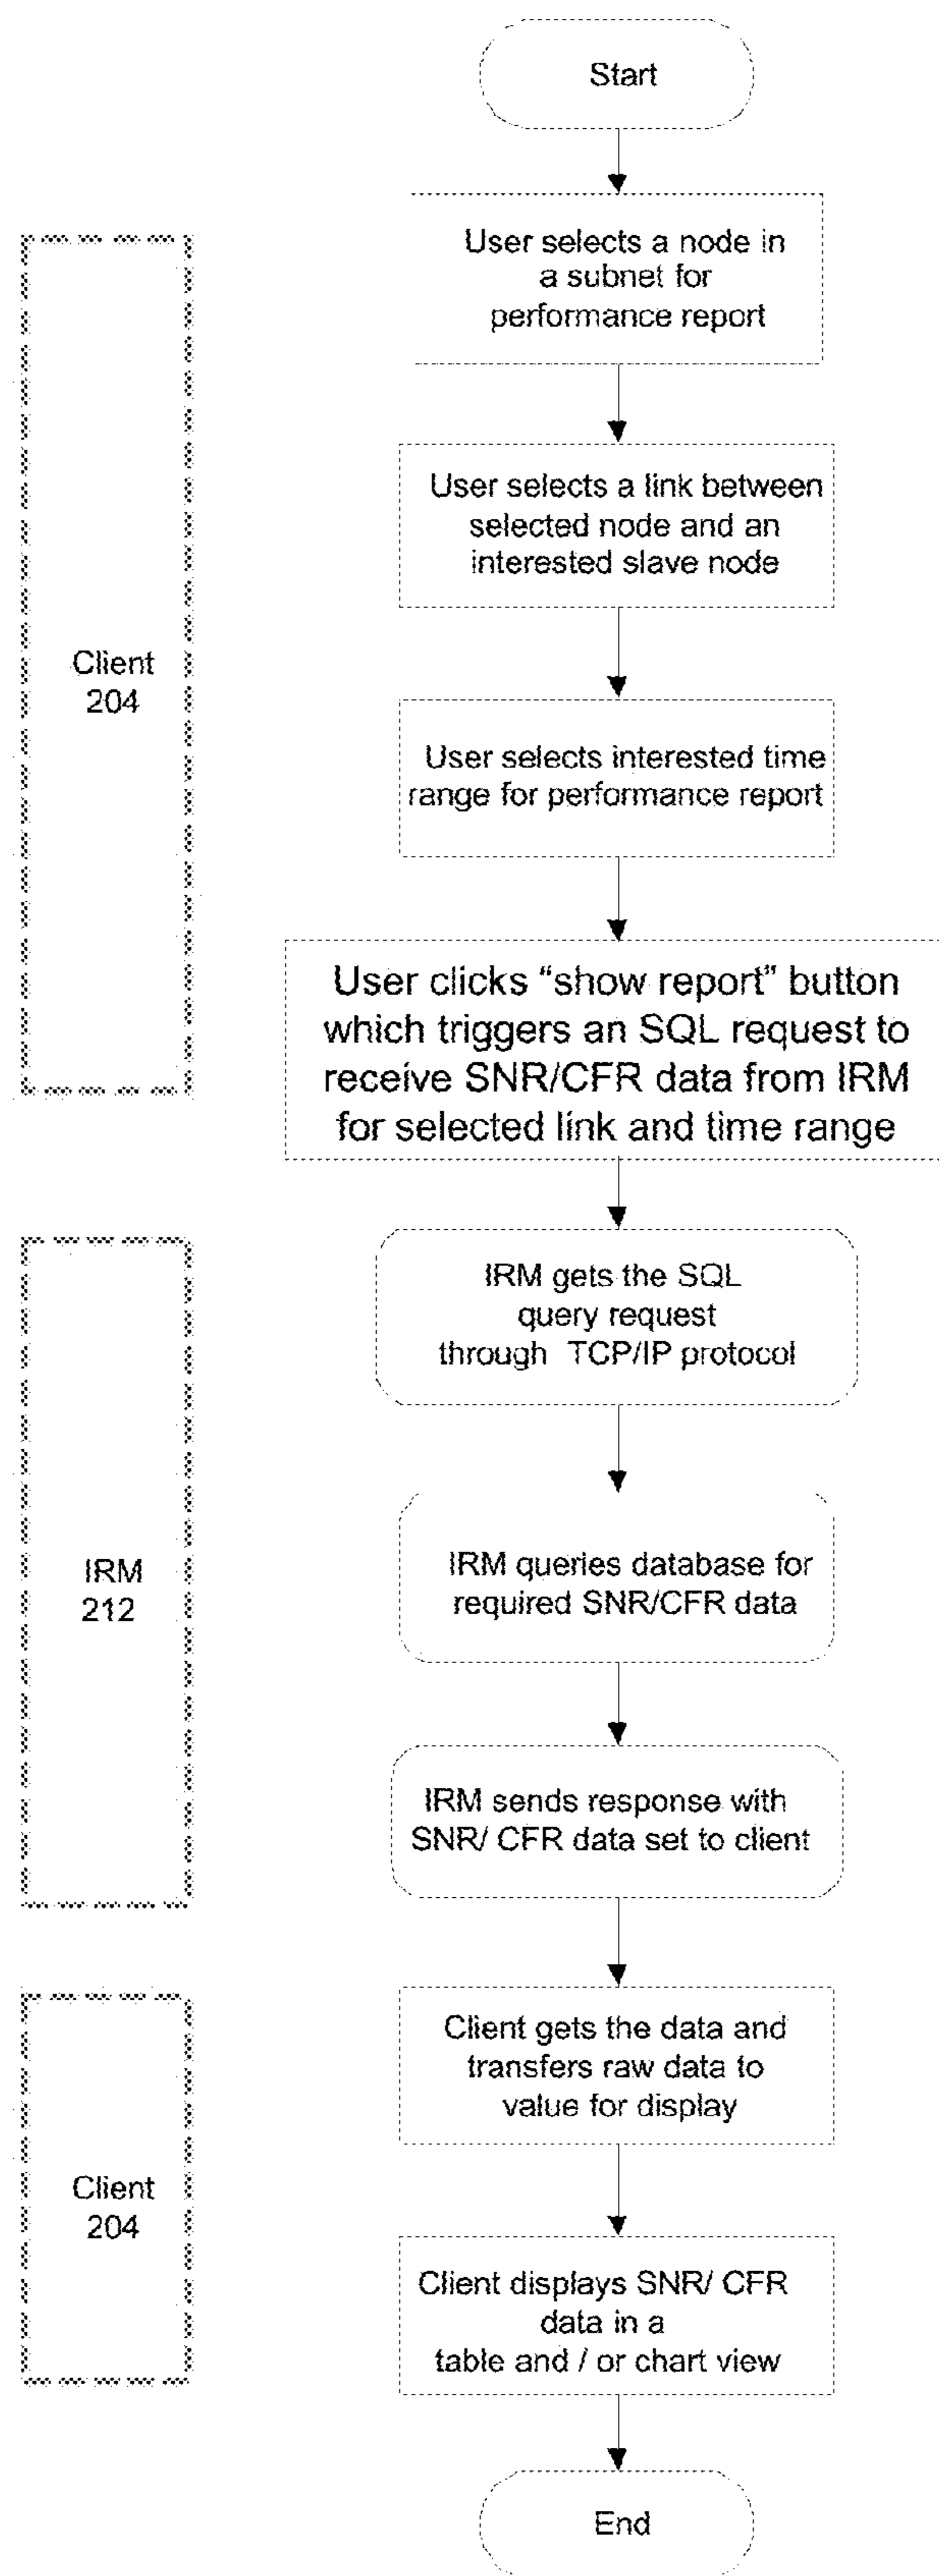 Start
User selects a node in
a subnet for
performance report
User selects a link between
selected node and an
interested slave node
Client
204
User selects interested time
range for performance report
User clicks “show report” button
which triggers an SQL request to
receive SNR/CFR data from IRM
for selected link and time range
IRM gets the SQL
query request
through TCP/IP protocol
IRM
212
IRM queries database for
required SNR/CFR data
IRM sends response with
SNR/ CFR data set to client
Client gets the data and
transfers raw data to
value for display
Client
204
Client displays SNR/ CFR
data in a
table and / or chart view
End